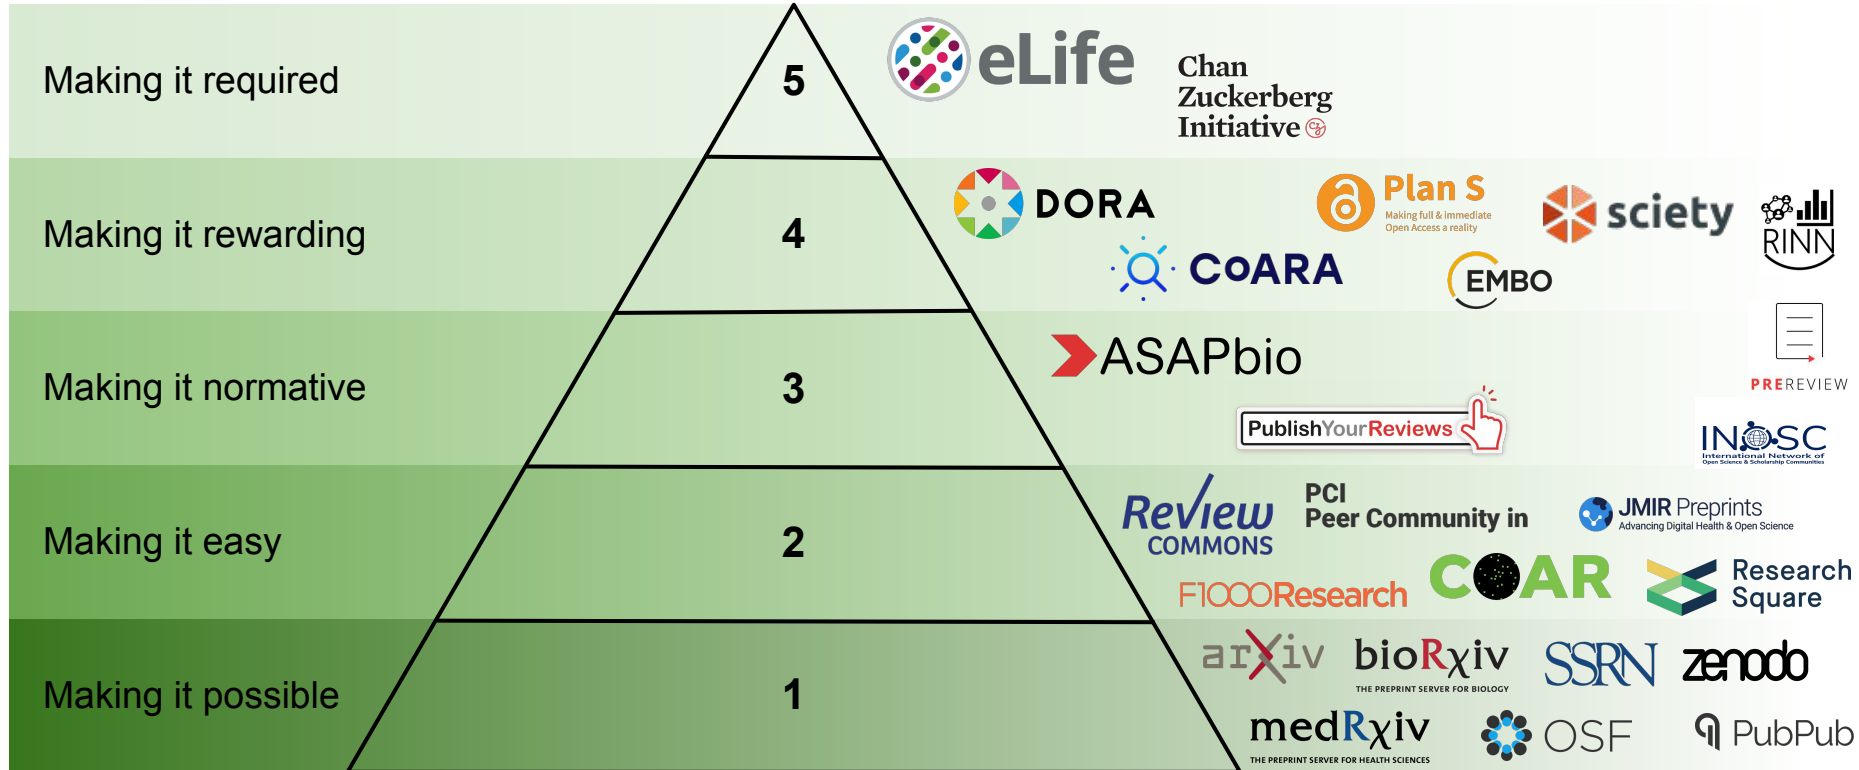 Making it required
5
eLife
Chan
Zuckerberg
Initiative
CZI
Making it rewarding
4
DORA
Plan S
Making full & immediate
Open Access a reality
sciety
RINN
CoARA
EMBO
Making it normative
3
ASAPbio
PREREVIEW
PublishYourReviews
INOSC
International Network of
Open Science & Scholarship Communities
Making it easy
2
Review
COMMONS
PCI
Peer Community in
JMIR Preprints
Advancing Digital Health & Open Science
F1000Research
COAR
Research
Square
Making it possible
1
arXiv
bioRχiv
THE PREPRINT SERVER FOR BIOLOGY
SSRN
zenodo
medRχiv
THE PREPRINT SERVER FOR HEALTH SCIENCES
OSF
PubPub